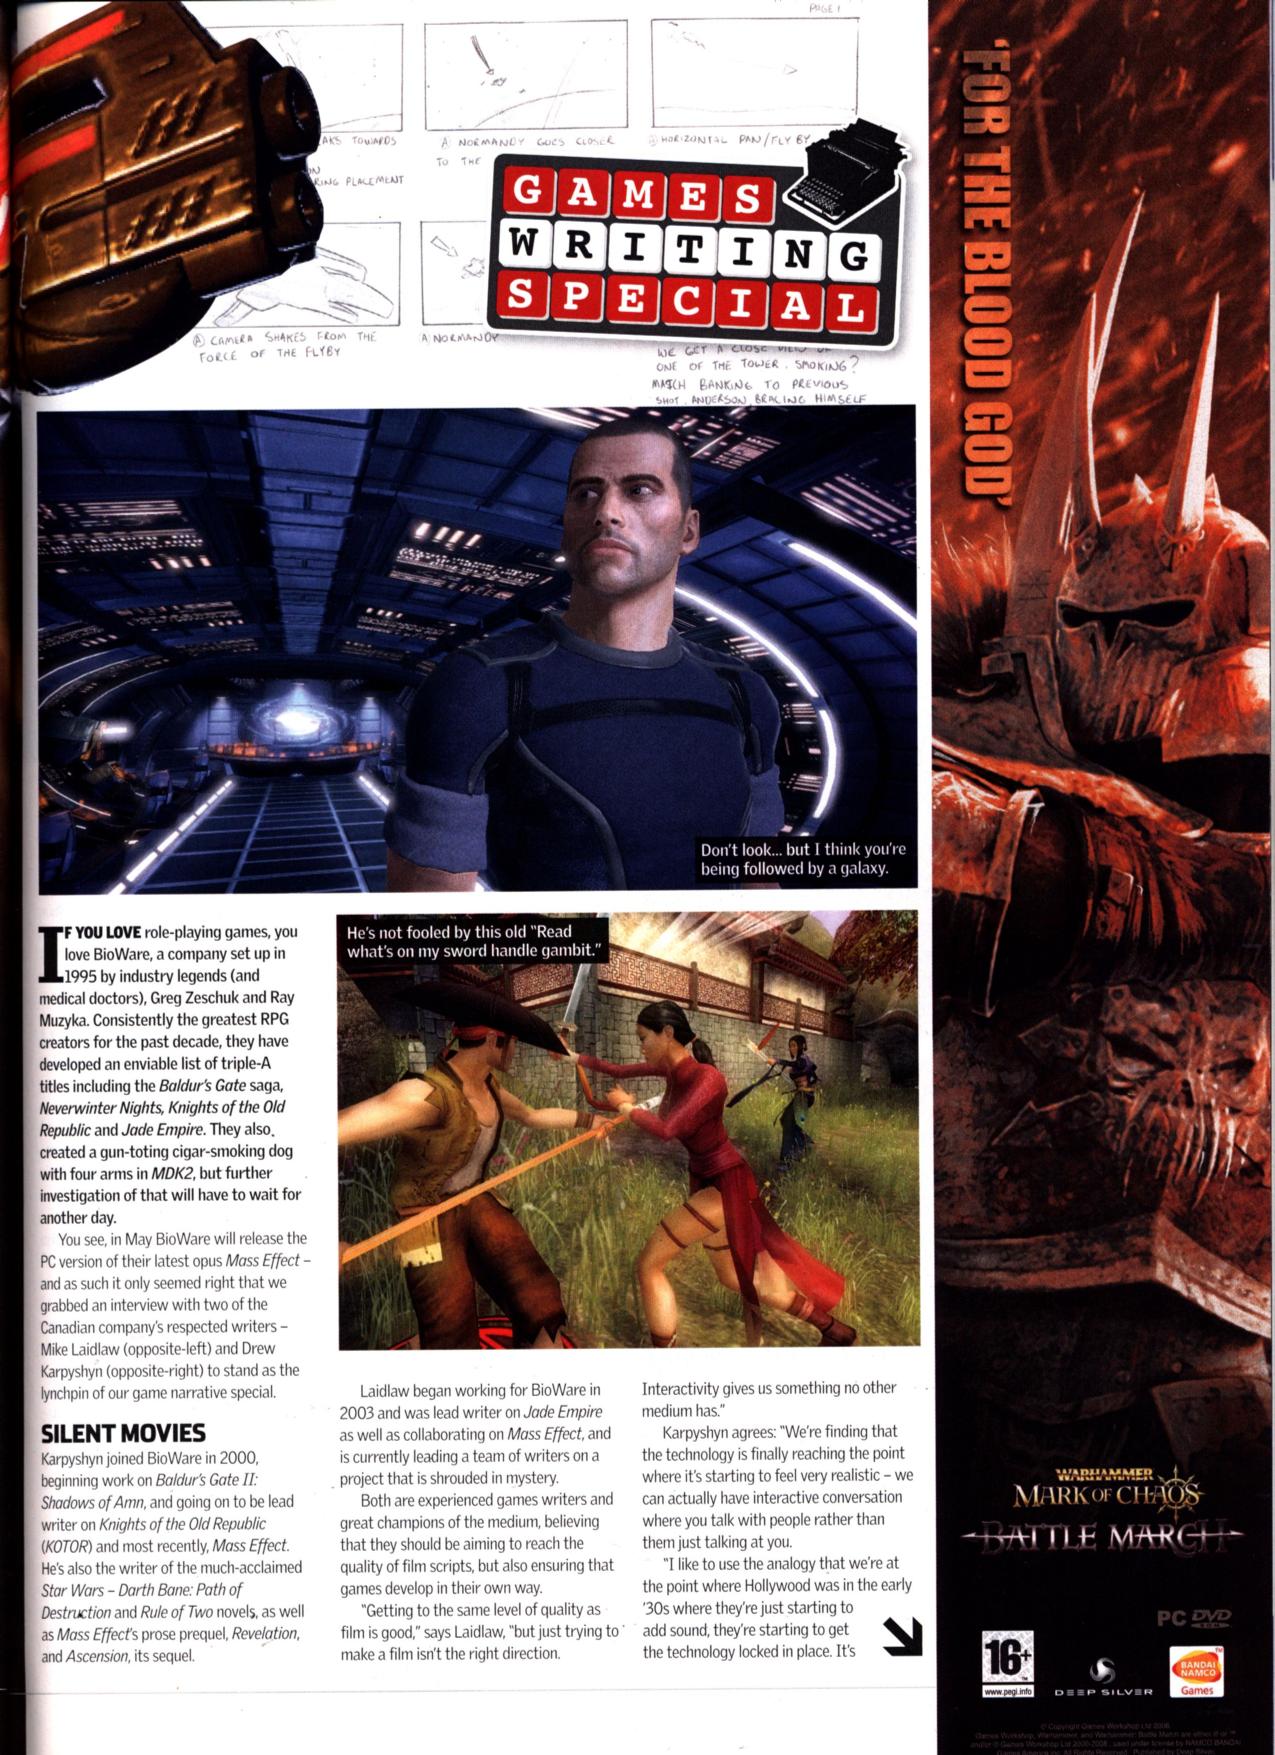 PAGE 1
AKS TOWARDS
RING PLACEMENT
A NORMANDY GOES CLOSER
TO THE
HORIZONTAL PAN/FLY BY
A CAMERA SHAKES FROM THE
FORCE OF THE FLYBY
A NORMANDY
GAMES
WRITING
SPECIAL
WE GET A CLOSE VIEW OF
ONE OF THE TOWER. SMOKING?
MATCH BANKING TO PREVIOUS
SHOT. ANDERSON BRACING HIMSELF
Don't look... but I think you're
being followed by a galaxy.
IF YOU LOVE role-playing games, you
love BioWare, a company set up in
1995 by industry legends (and
medical doctors), Greg Zeschuk and Ray
Muzyka. Consistently the greatest RPG
creators for the past decade, they have
developed an enviable list of triple-A
titles including the Baldur's Gate saga,
Neverwinter Nights, Knights of the Old
Republic and Jade Empire. They also
created a gun-toting cigar-smoking dog
with four arms in MDK2, but further
investigation of that will have to wait for
another day.
You see, in May BioWare will release the
PC version of their latest opus Mass Effect –
and as such it only seemed right that we
grabbed an interview with two of the
Canadian company's respected writers –
Mike Laidlaw (opposite-left) and Drew
Karpyshyn (opposite-right) to stand as the
lynchpin of our game narrative special.
SILENT MOVIES
Karpyshyn joined BioWare in 2000,
beginning work on Baldur's Gate II:
Shadows of Amn, and going on to be lead
writer on Knights of the Old Republic
(KOTOR) and most recently, Mass Effect.
He's also the writer of the much-acclaimed
Star Wars – Darth Bane: Path of
Destruction and Rule of Two novels, as well
as Mass Effect's prose prequel, Revelation,
and Ascension, its sequel.
He's not fooled by this old "Read
what's on my sword handle gambit."
Laidlaw began working for BioWare in
2003 and was lead writer on Jade Empire
as well as collaborating on Mass Effect, and
is currently leading a team of writers on a
project that is shrouded in mystery.
Both are experienced games writers and
great champions of the medium, believing
that they should be aiming to reach the
quality of film scripts, but also ensuring that
games develop in their own way.
"Getting to the same level of quality as
film is good," says Laidlaw, "but just trying to
make a film isn't the right direction.
Interactivity gives us something no other
medium has."
Karpyshyn agrees: "We're finding that
the technology is finally reaching the point
where it's starting to feel very realistic – we
can actually have interactive conversation
where you talk with people rather than
them just talking at you.
"I like to use the analogy that we're at
the point where Hollywood was in the early
'30s where they're just starting to
add sound, they're starting to get
the technology locked in place. It's
'FOR THE BLOOD GOD'
WARHAMMER
MARK OF CHAOS
BATTLE MARCH
PC DVD
ROM
16+
www.pegi.info
DEEP SILVER
BANDAI
NAMCO
Games